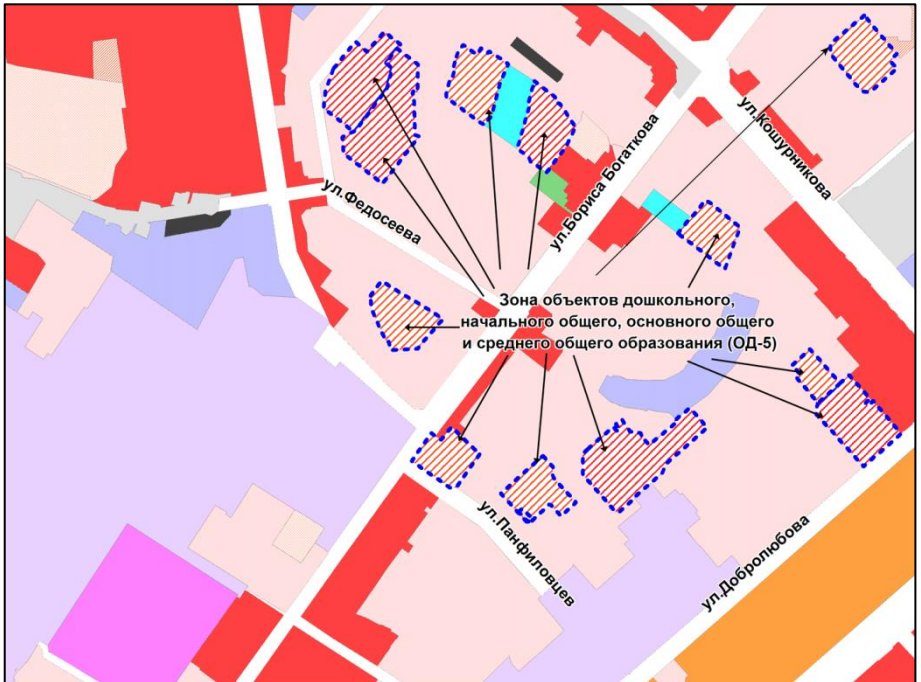 ул.Кошурникова
ул.Бориса Богаткова
ул.Федосеева
Зона объектов дошкольного,
начального общего, основного общего
и среднего общего образования (ОД-5)
ул.Панфиловцев
ул.Добролюбова